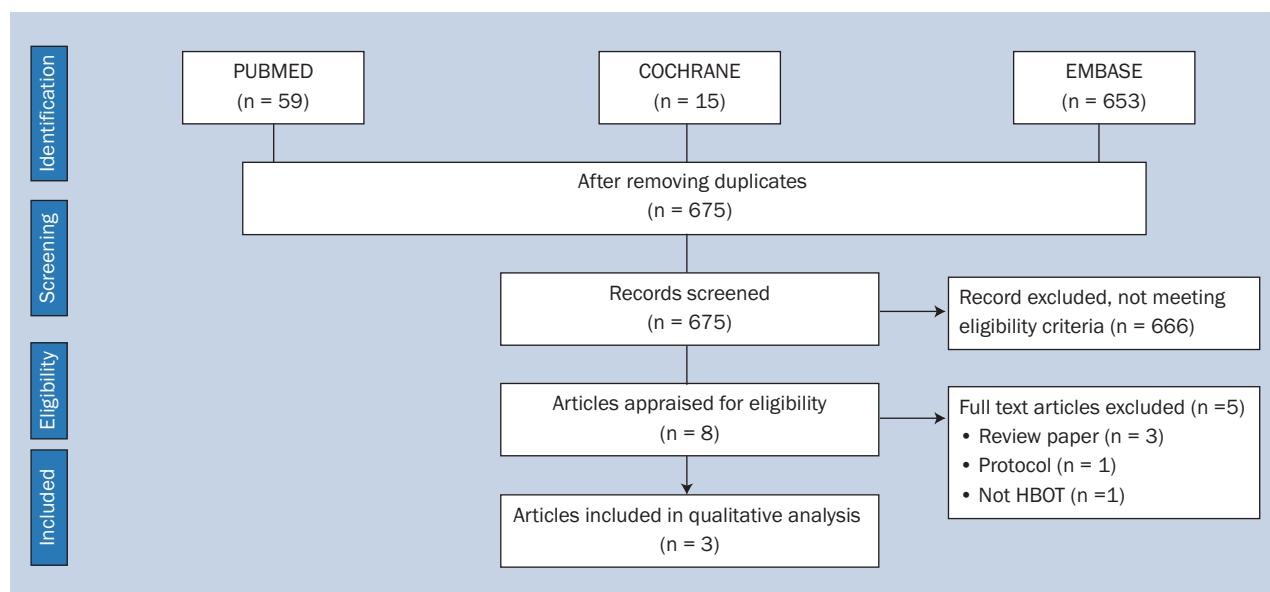 Identification
PUBMED
(n = 59)
COCHRANE
(n = 15)
EMBASE
(n = 653)
After removing duplicates
(n = 675)
Screening
Records screened
(n = 675)
Record excluded, not meeting
eligibility criteria (n = 666)
Eligibility
Articles appraised for eligibility
(n = 8)
Full text articles excluded (n =5)
• Review paper (n = 3)
• Protocol (n = 1)
• Not HBOT (n =1)
Included
Articles included in qualitative analysis
(n = 3)